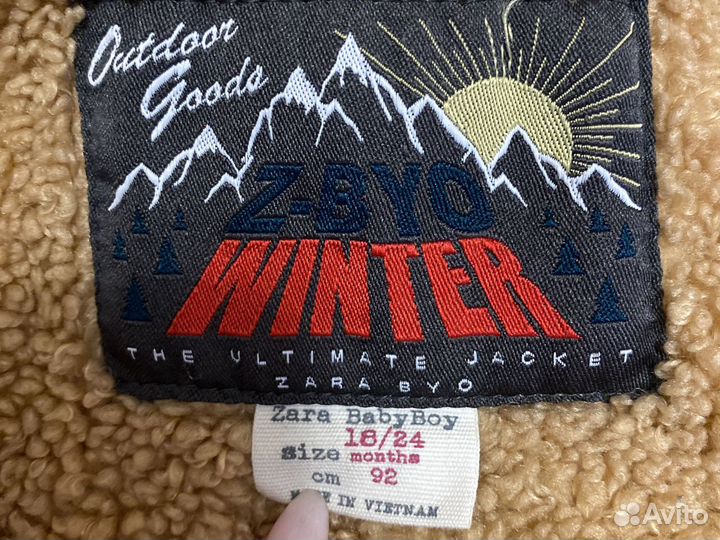 Outdoor
Goods
Z-BYO
WINTER
THE ULTIMATE JACKET
ZARA BYO
Zara BabyBoy
18/24
size months
cm 92
IN VIETNAM
Avito